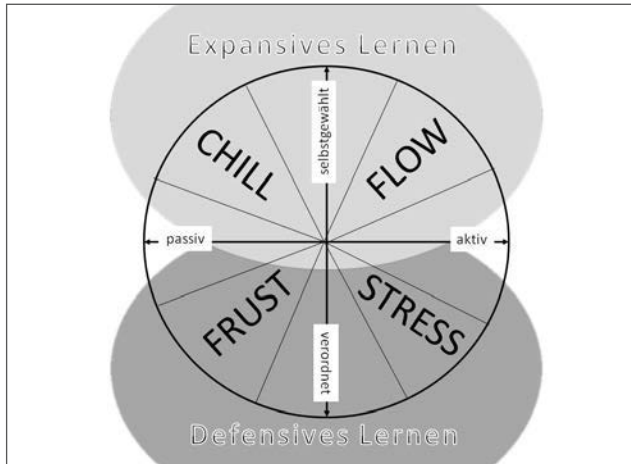 Expansives Lernen
selbstgewählt
CHILL
FLOW
passiv
aktiv
FRUST
STRESS
verordnet
Defensives Lernen